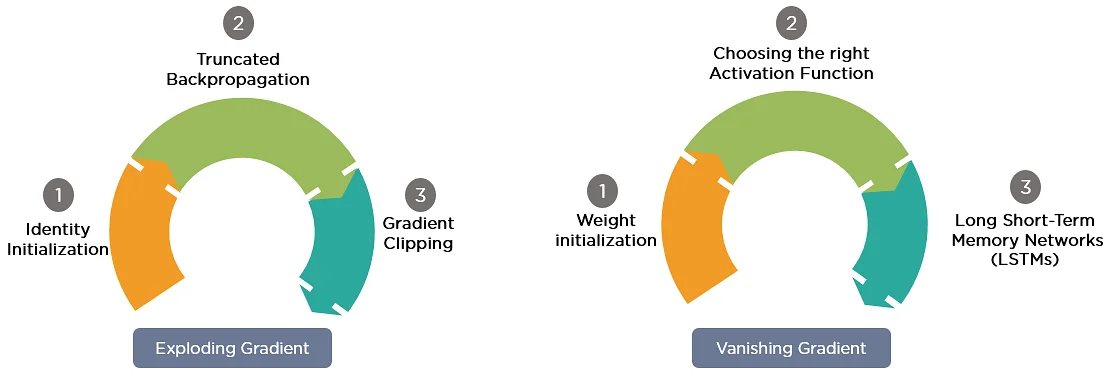 2
Truncated
Backpropagation
1
Identity
Initialization
3
Gradient
Clipping
Exploding Gradient
2
Choosing the right
Activation Function
1
Weight
initialization
3
Long Short-Term
Memory Networks
(LSTMs)
Vanishing Gradient